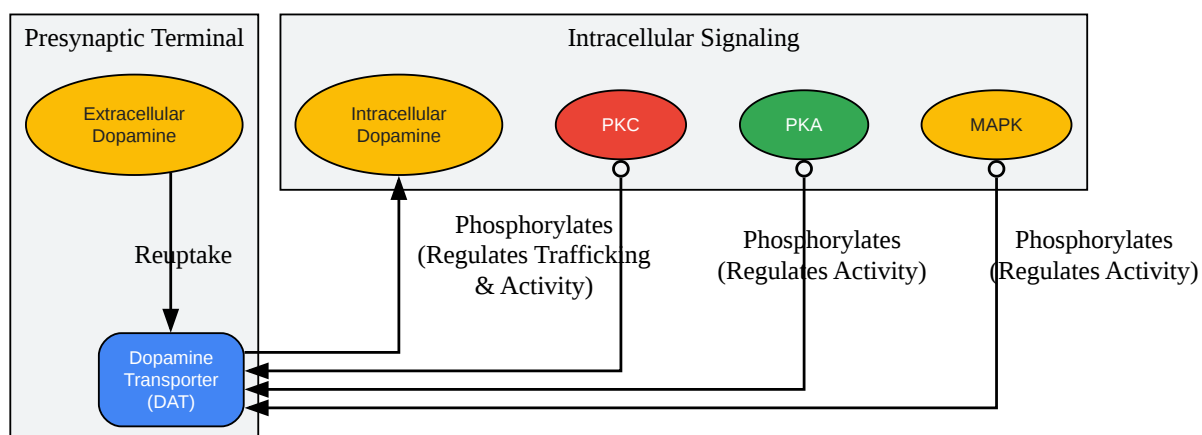 Presynaptic Terminal
Intracellular Signaling
Extracellular
Dopamine
Intracellular
Dopamine
PKC
PKA
MAPK
Reuptake
Phosphorylates
(Regulates Trafficking
& Activity)
Phosphorylates
(Regulates Activity)
Phosphorylates
(Regulates Activity)
Dopamine
Transporter
(DAT)